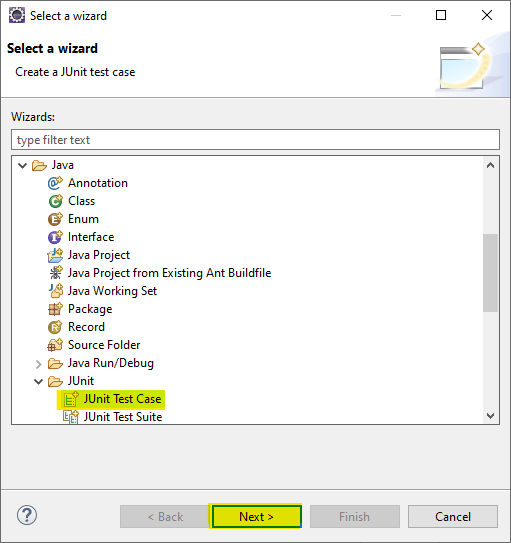 Select a wizard
Select a wizard
Create a JUnit test case
Wizards:
type filter text
Java
Annotation
Class
Enum
Interface
Java Project
Java Project from Existing Ant Buildfile
Java Working Set
Package
Record
Source Folder
Java Run/Debug
JUnit
JUnit Test Case
JUnit Test Suite
< Back Next > Finish Cancel